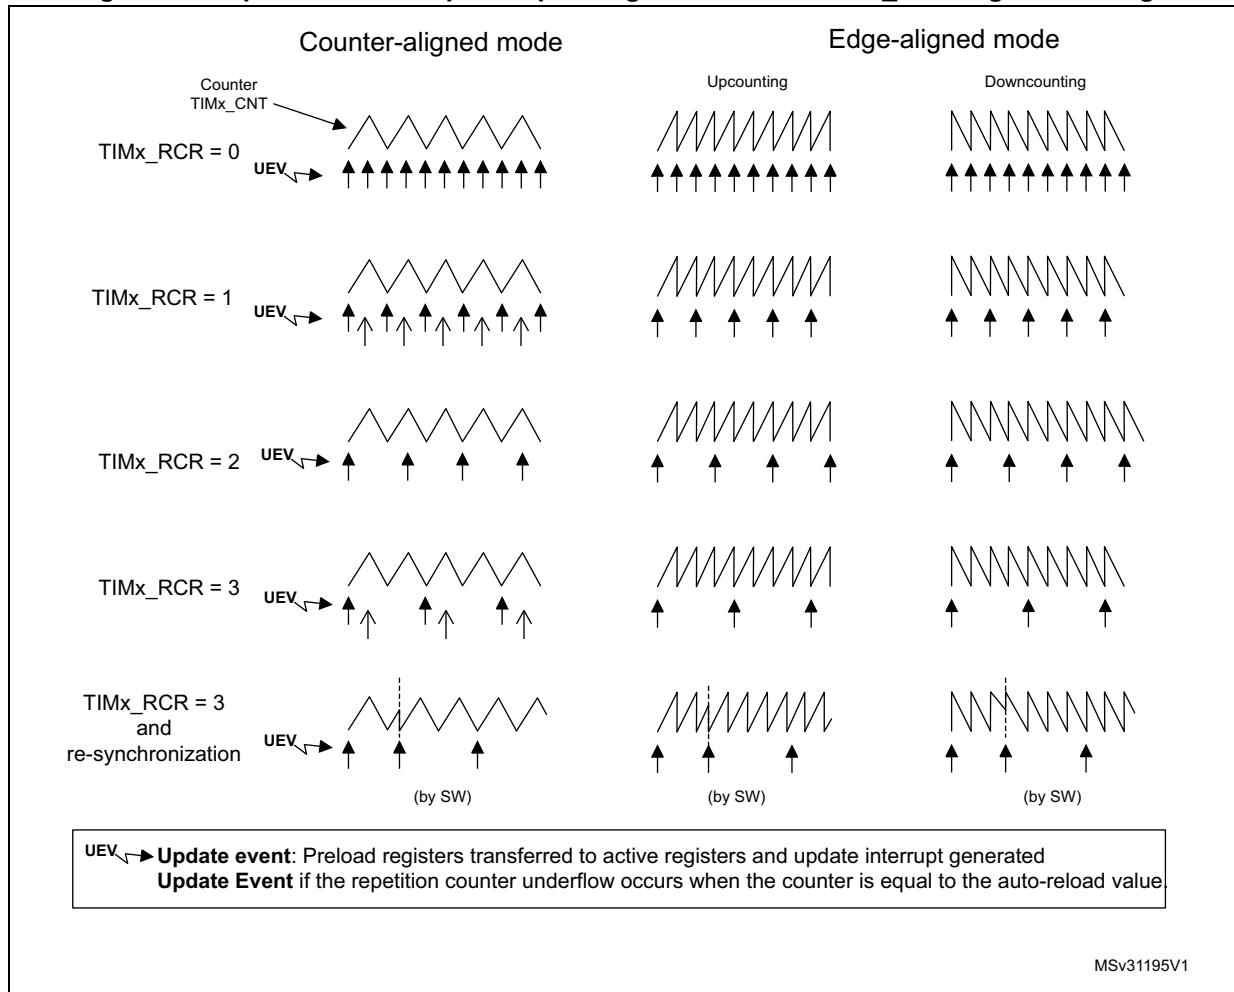 Counter-aligned mode
Edge-aligned mode
Counter
TIMx_CNT
Upcounting
Downcounting
TIMx_RCR = 0
UEV
TIMx_RCR = 1
UEV
TIMx_RCR = 2
UEV
TIMx_RCR = 3
UEV
TIMx_RCR = 3
and
re-synchronization
UEV
(by SW)
(by SW)
(by SW)
UEV Update event: Preload registers transferred to active registers and update interrupt generated
Update Event if the repetition counter underflow occurs when the counter is equal to the auto-reload value.
MSv31195V1